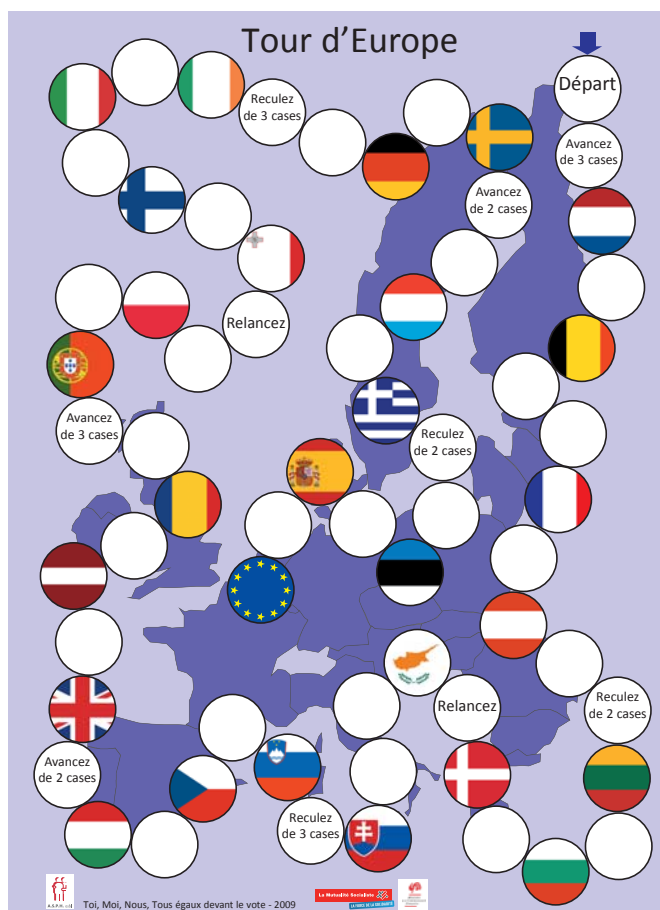 Tour d'Europe
Départ
Avancez
de 3 cases
Reculez
de 3 cases
Avancez
de 2 cases
Relancez
Avancez
de 3 cases
Reculez
de 2 cases
Relancez
Reculez
de 2 cases
Avancez
de 2 cases
Reculez
de 3 cases
Toi, Moi, Nous, Tous égaux devant le vote - 2009
La Mutualité Socialiste